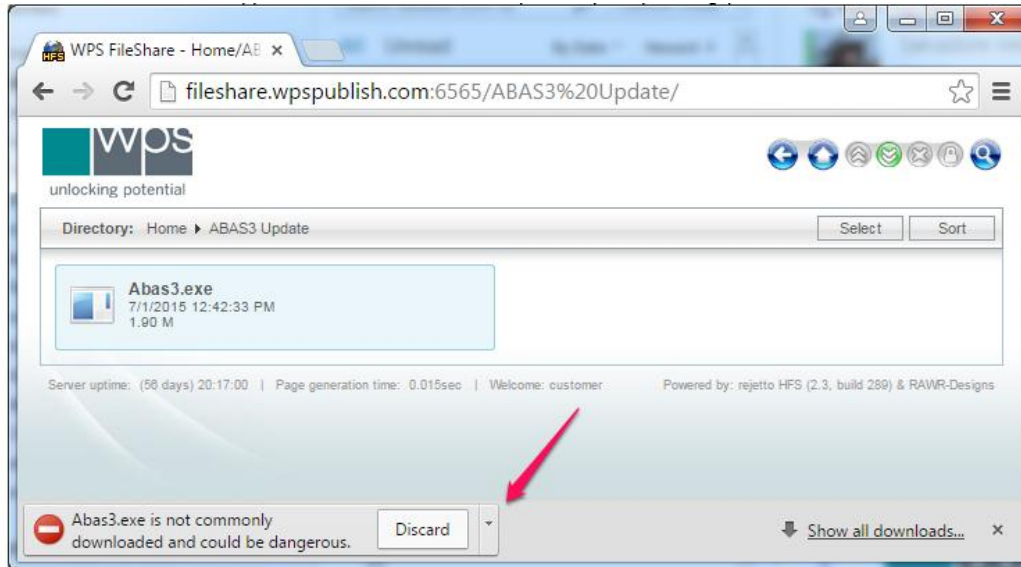 HFS
WPS FileShare - Home/AB
fileshare.wpspublish.com:6565/ABAS3%20Update/
wps
unlocking potential
Directory: Home ABAS3 Update
Select
Sort
Abas3.exe
7/1/2015 12:42:33 PM
1.90 M
Server uptime: (56 days) 20:17:00 | Page generation time: 0.015sec | Welcome: customer
Powered by: rejetto HFS (2.3, build 289) & RAWR-Designs
Abas3.exe is not commonly
downloaded and could be dangerous.
Discard
Show all downloads...